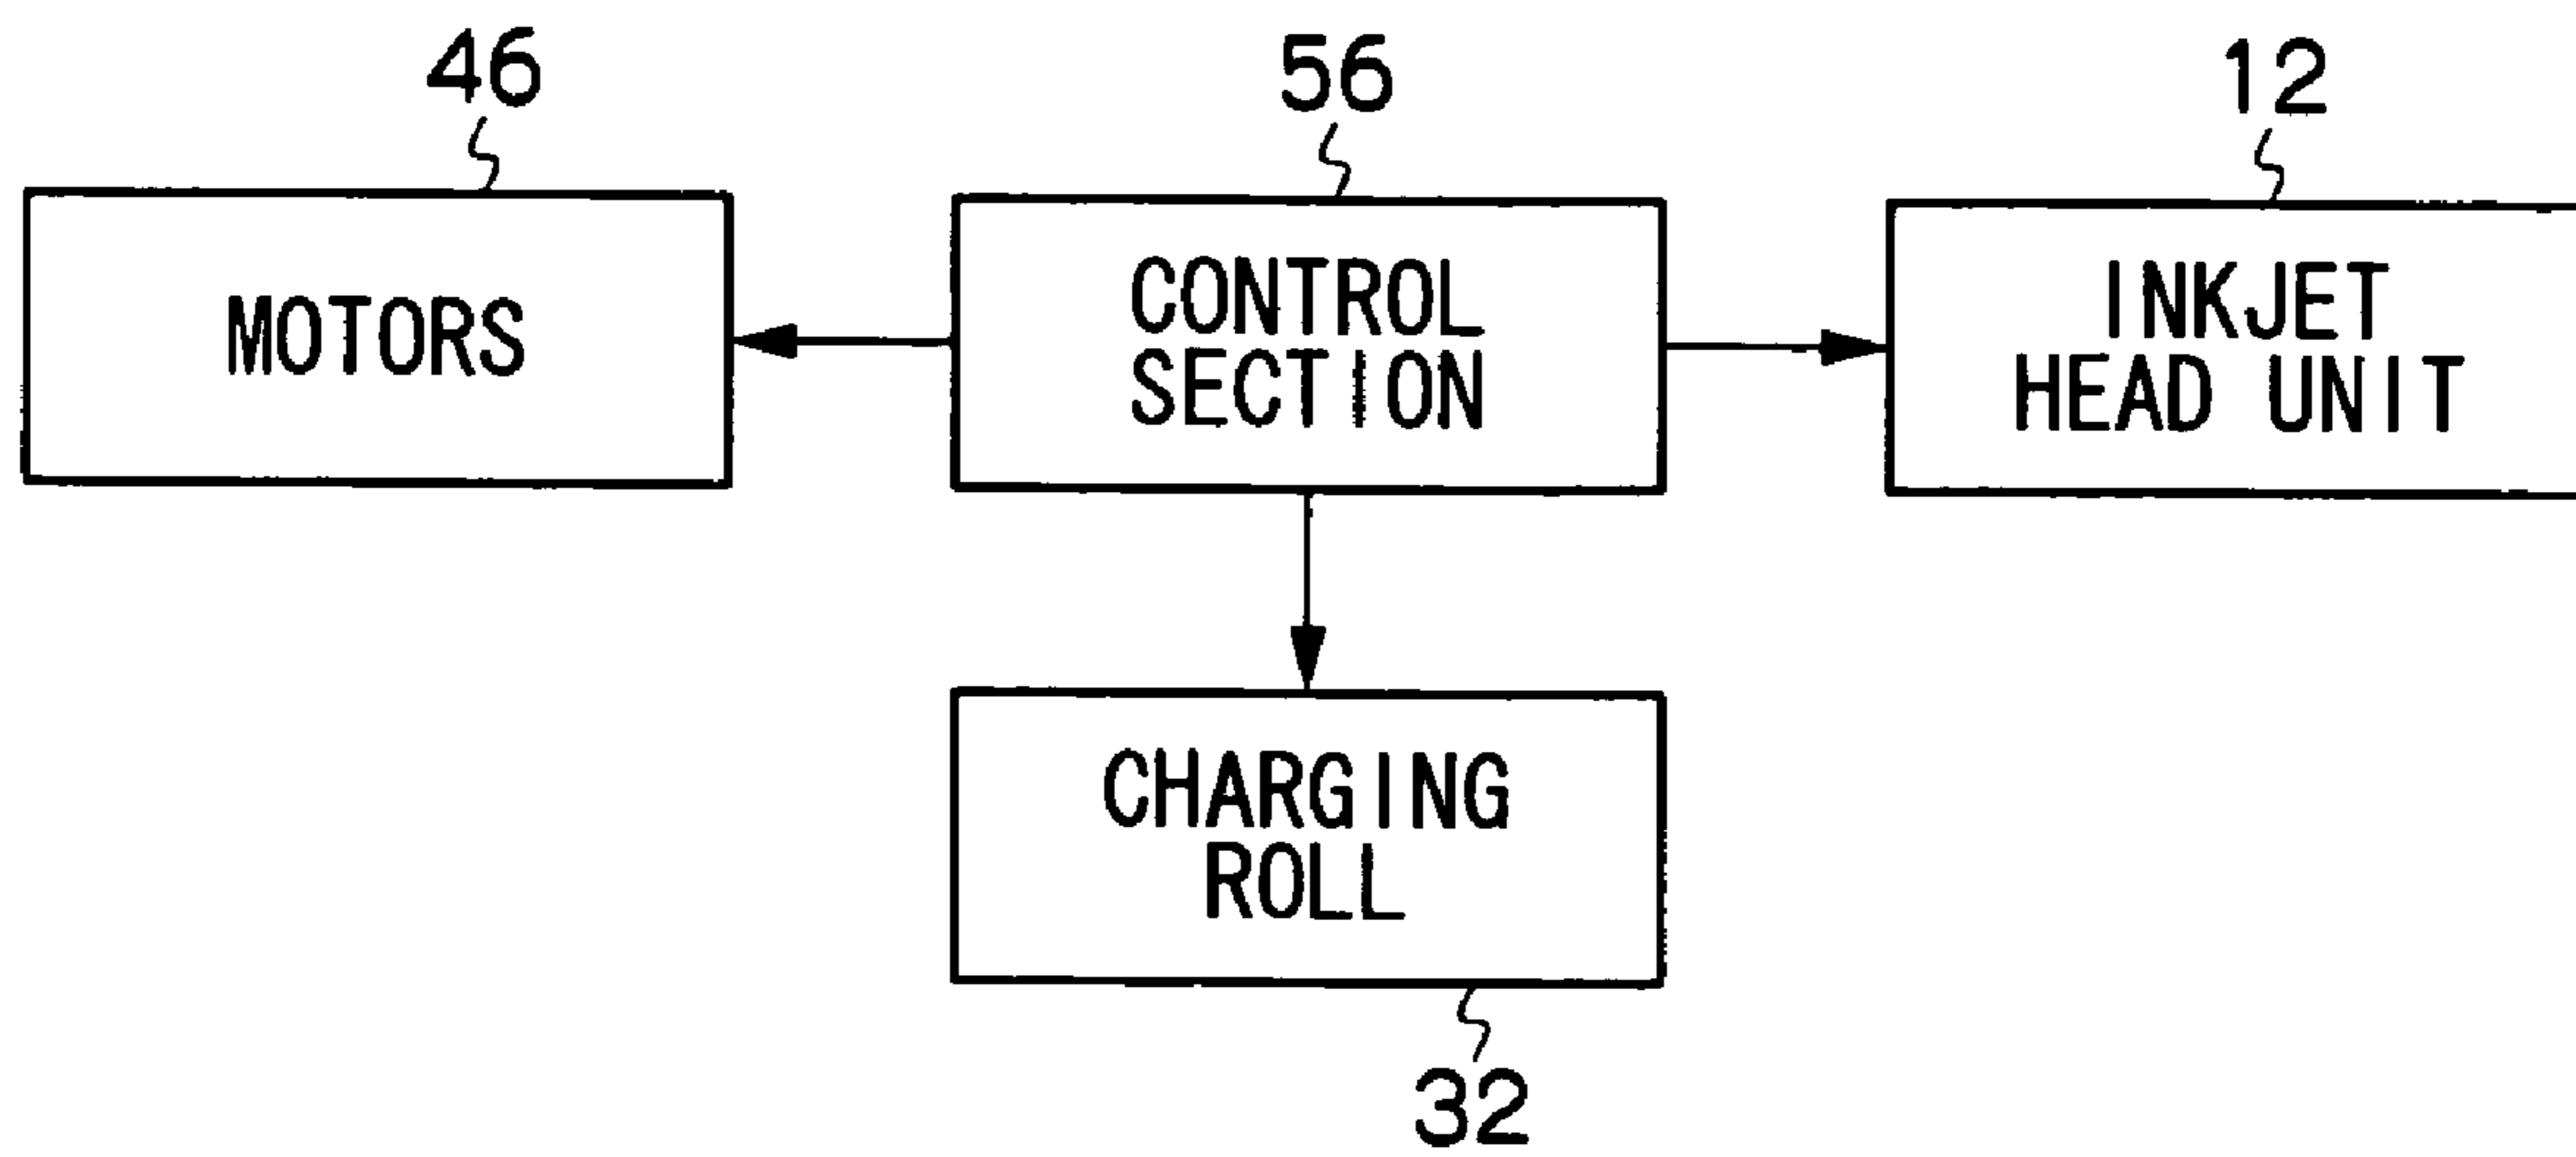 46
56
12
MOTORS
CONTROL
SECTION
INKJET
HEAD UNIT
CHARGING
ROLL
32